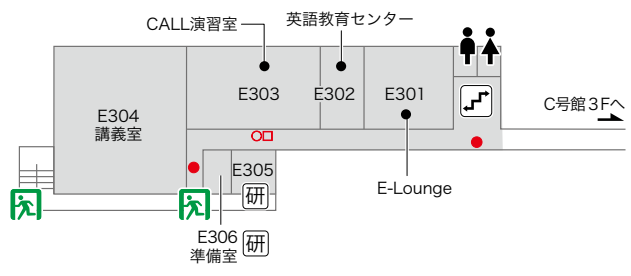 CALL演習室
英語教育センター
E304
講義室
E303
E302
E301
C号館3Fへ
E305
研
E-Lounge
E306
準備室
研